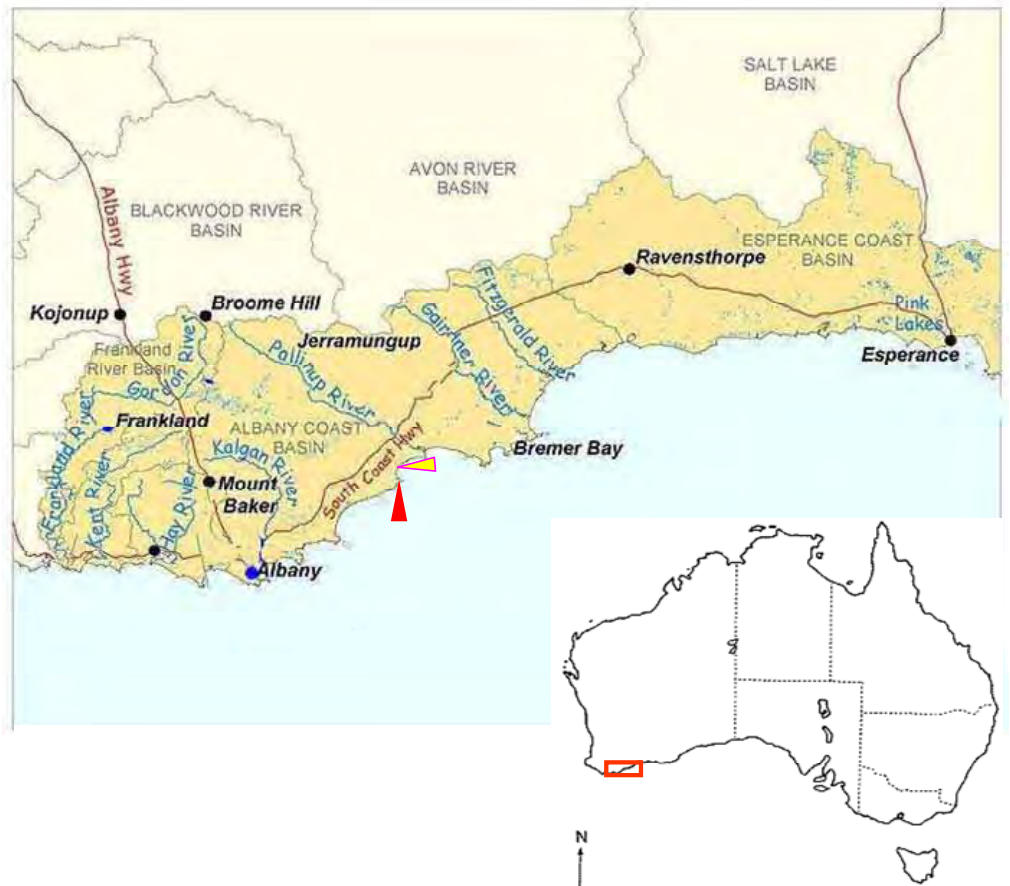 SALT LAKE
BASIN
AVON RIVER
BASIN
Albany Hwy
BLACKWOOD RIVER
BASIN
ESPERANCE COAST
BASIN
Ravensthorpe
Fitzgerald River
Kojonup
Broome Hill
Gairdner River
Pink
Lakes
Jerramungup
Esperance
Frankland
River Basin
Pallinup River
Gordon River
Frankland River
Frankland
ALBANY COAST
BASIN
South Coast Hwy
Bremer Bay
Kalgan River
Kent River
Hay River
Mount
Baker
Albany
N